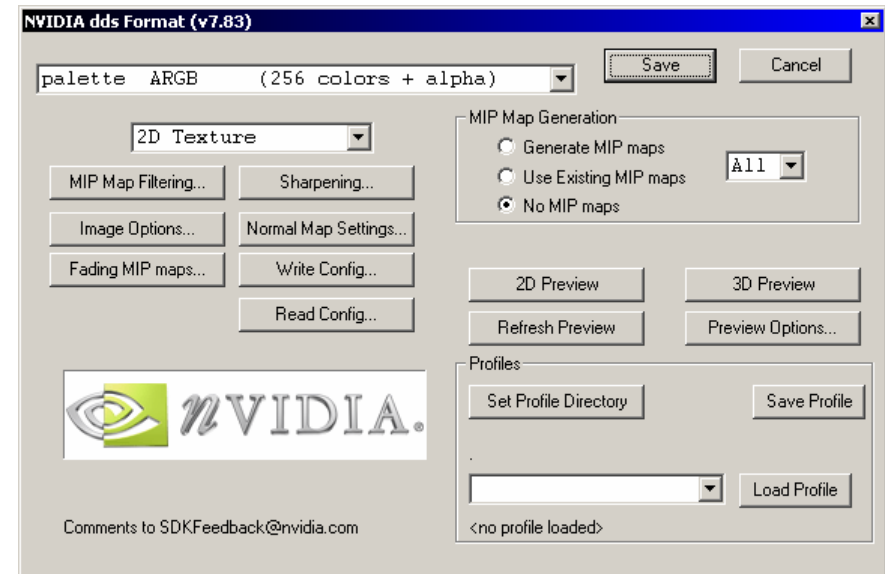 NVIDIA dds Format (v7.83)
palette ARGB (256 colors + alpha)
Save
Cancel
2D Texture
MIP Map Generation
Generate MIP maps
Use Existing MIP maps
No MIP maps
All
MIP Map Filtering...
Sharpening...
Image Options...
Normal Map Settings...
Fading MIP maps...
Write Config...
Read Config...
2D Preview
3D Preview
Refresh Preview
Preview Options...
Profiles
Set Profile Directory
Save Profile
.
Load Profile
<no profile loaded>
nVIDIA.®
Comments to SDKFeedback@nvidia.com